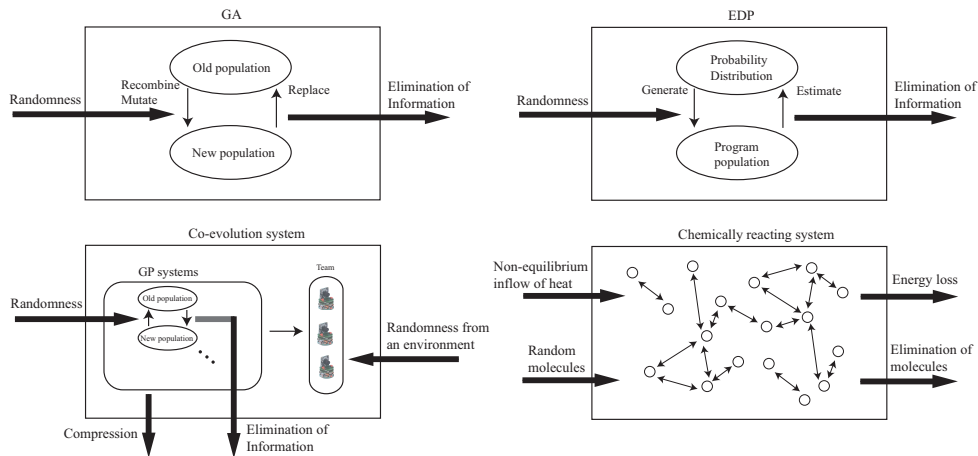 GA
Old population
Recombine
Mutate
Replace
Randomness
Elimination of
Information
New population
EDP
Probability
Distribution
Generate
Estimate
Randomness
Elimination of
Information
Program
population
Co-evolution system
GP systems
Old population
New population
Randomness
Team
Randomness from
an environment
Compression
Elimination of
Information
Chemically reacting system
Non-equilibrium
inflow of heat
Energy loss
Random
molecules
Elimination of
molecules